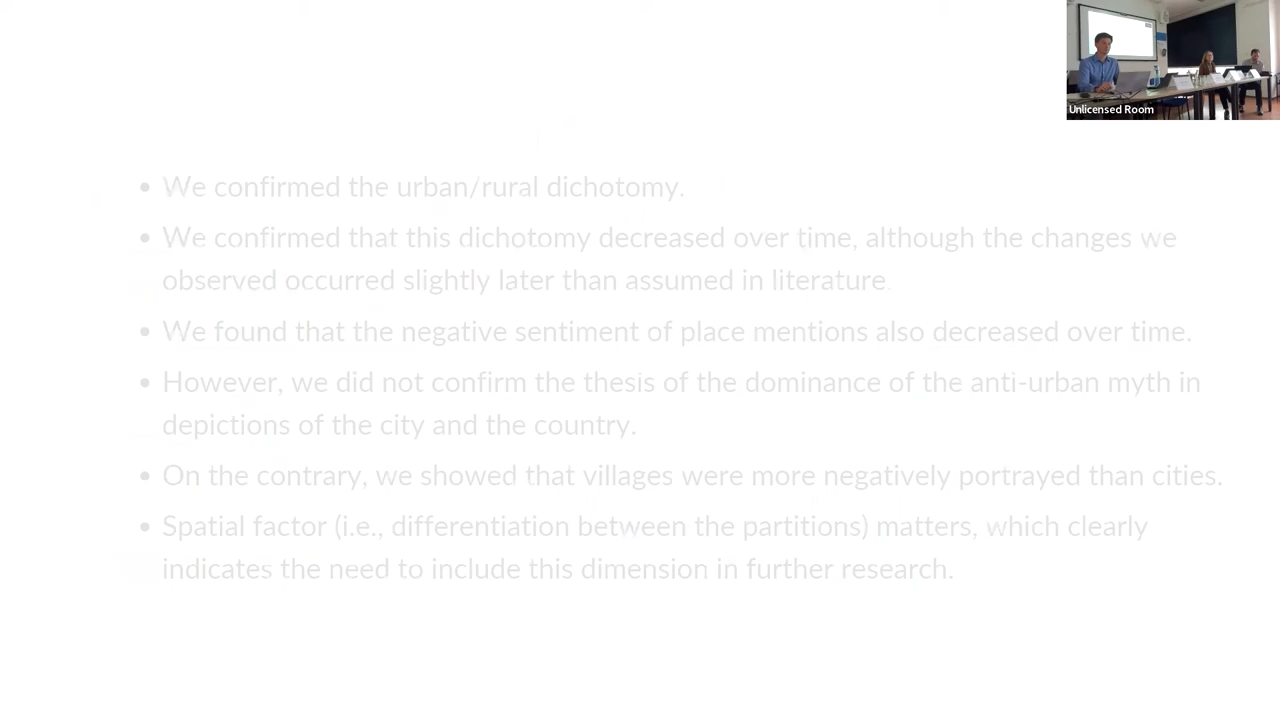 Unlicensed Room
• We confirmed the urban/rural dichotomy.
• We confirmed that this dichotomy decreased over time, although the changes we
observed occurred slightly later than assumed in literature.
• We found that the negative sentiment of place mentions also decreased over time.
• However, we did not confirm the thesis of the dominance of the anti-urban myth in
depictions of the city and the country.
• On the contrary, we showed that villages were more negatively portrayed than cities.
• Spatial factor (i.e., differentiation between the partitions) matters, which clearly
indicates the need to include this dimension in further research.